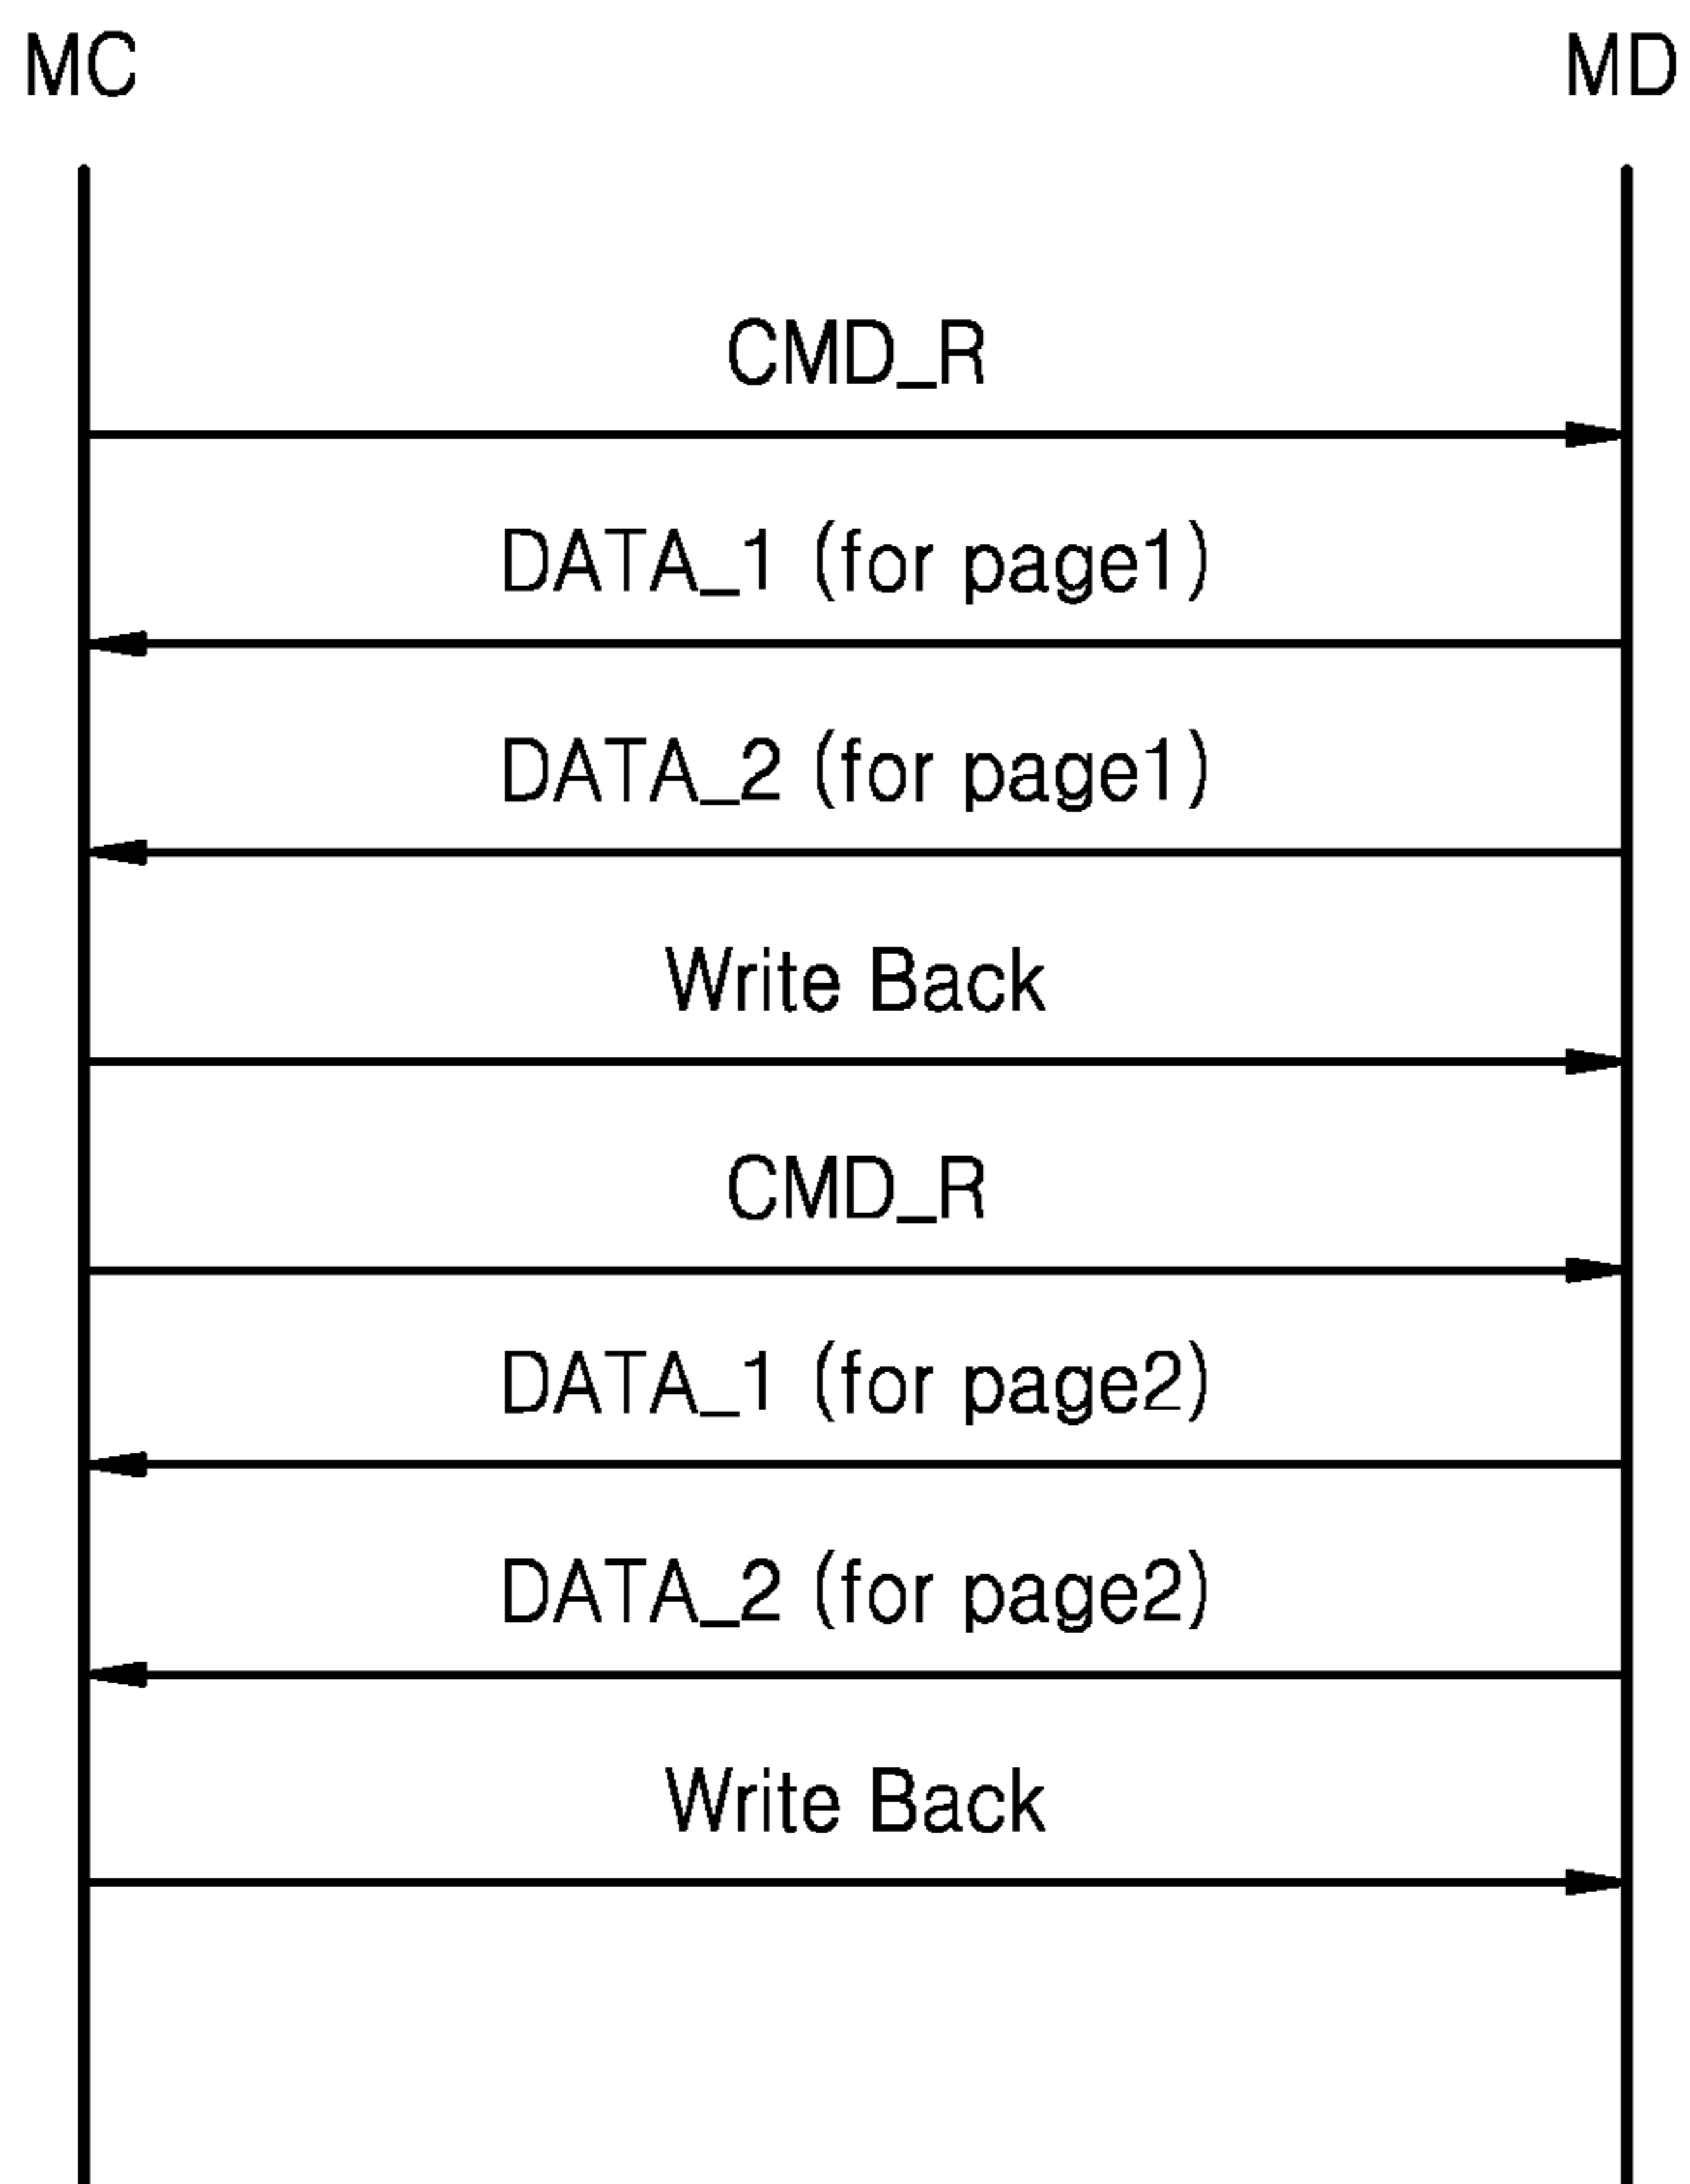 MC MD
CMD_R
DATA_1 (for page1)
DATA_2 (for page1)
Write Back
CMD_R
DATA_1 (for page2)
DATA_2 (for page2)
Write Back